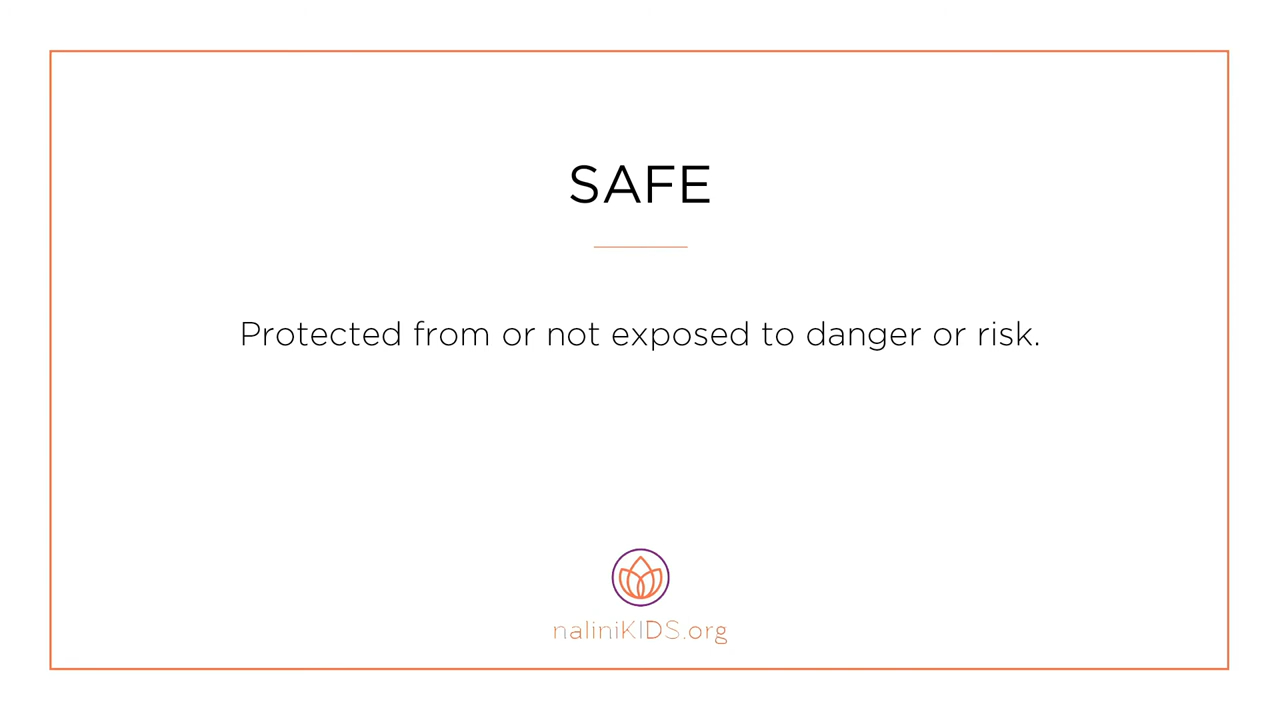 SAFE
Protected from or not exposed to danger or risk.
naliniKIDS.org